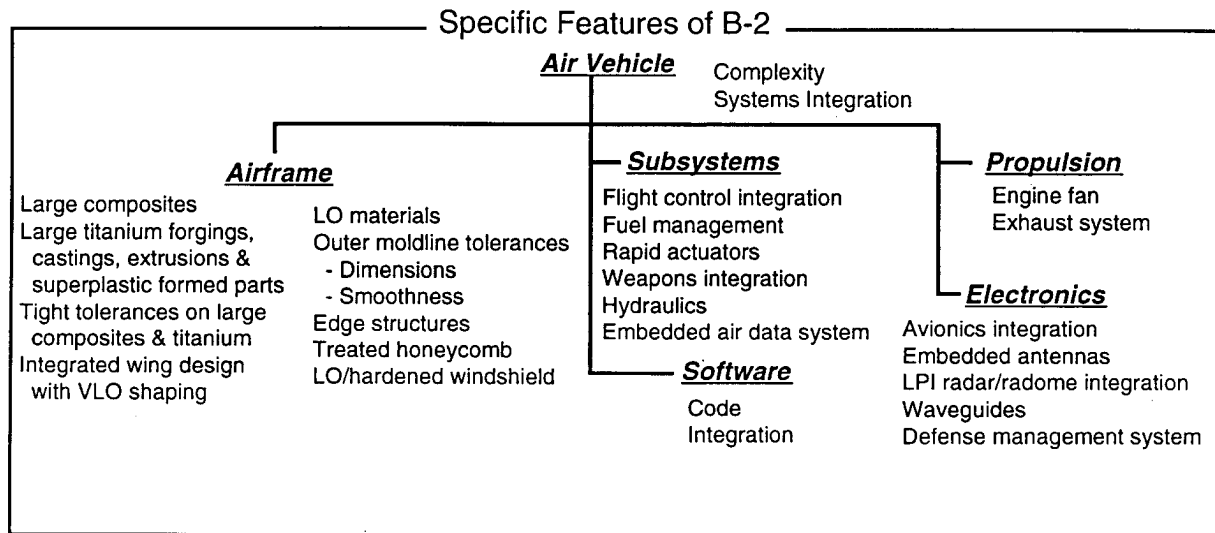 Specific Features of B-2
Air Vehicle
Complexity
Systems Integration
Airframe
Large composites
Large titanium forgings,
castings, extrusions &
superplastic formed parts
Tight tolerances on large
composites & titanium
Integrated wing design
with VLO shaping
LO materials
Outer moldline tolerances
- Dimensions
- Smoothness
Edge structures
Treated honeycomb
LO/hardened windshield
Subsystems
Flight control integration
Fuel management
Rapid actuators
Weapons integration
Hydraulics
Embedded air data system
Software
Code
Integration
Propulsion
Engine fan
Exhaust system
Electronics
Avionics integration
Embedded antennas
LPI radar/radome integration
Waveguides
Defense management system